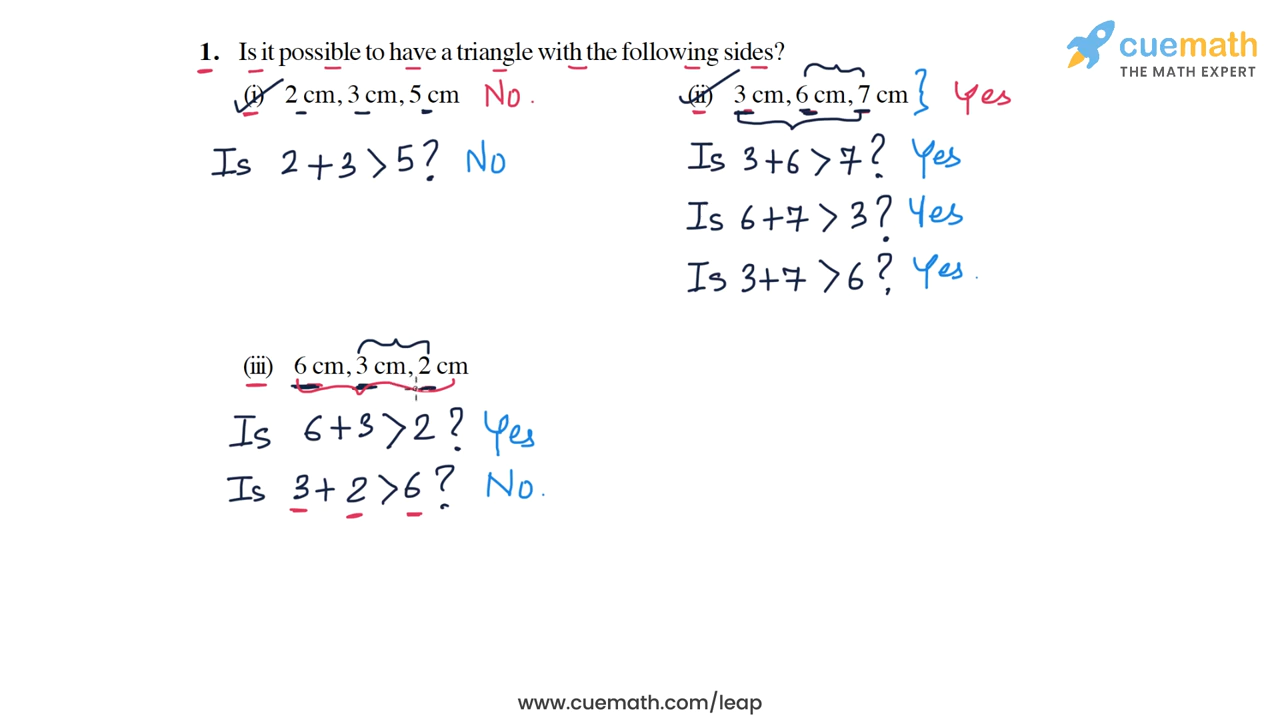 1. Is it possible to have a triangle with the following sides?
(i) 2 cm, 3 cm, 5 cm No.
Is 2+3>5? No
(ii) 3 cm, 6 cm, 7 cm } Yes
Is 3+6>7? Yes
Is 6+7>3? Yes
Is 3+7>6? Yes.
(iii) 6 cm, 3 cm, 2 cm
Is 6+3>2? Yes
Is 3+2>6? No.
cuemath
THE MATH EXPERT
www.cuemath.com/leap